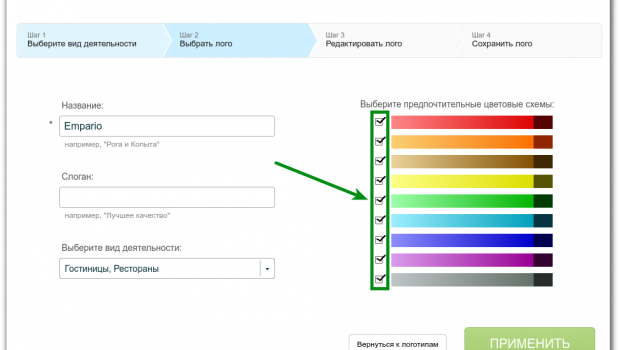 Шаг 1
Выберите вид деятельности
Шаг 2
Выбрать лого
Шаг 3
Редактировать лого
Шаг 4
Сохранить лого
Название:
* Empario
например, "Рога и Копыта"
Слоган:
например, "Лучшее качество"
Выберите вид деятельности:
Гостиницы, Рестораны
Выберите предпочтительные цветовые схемы:
Вернуться к логотипам
ПРИМЕНИТЬ